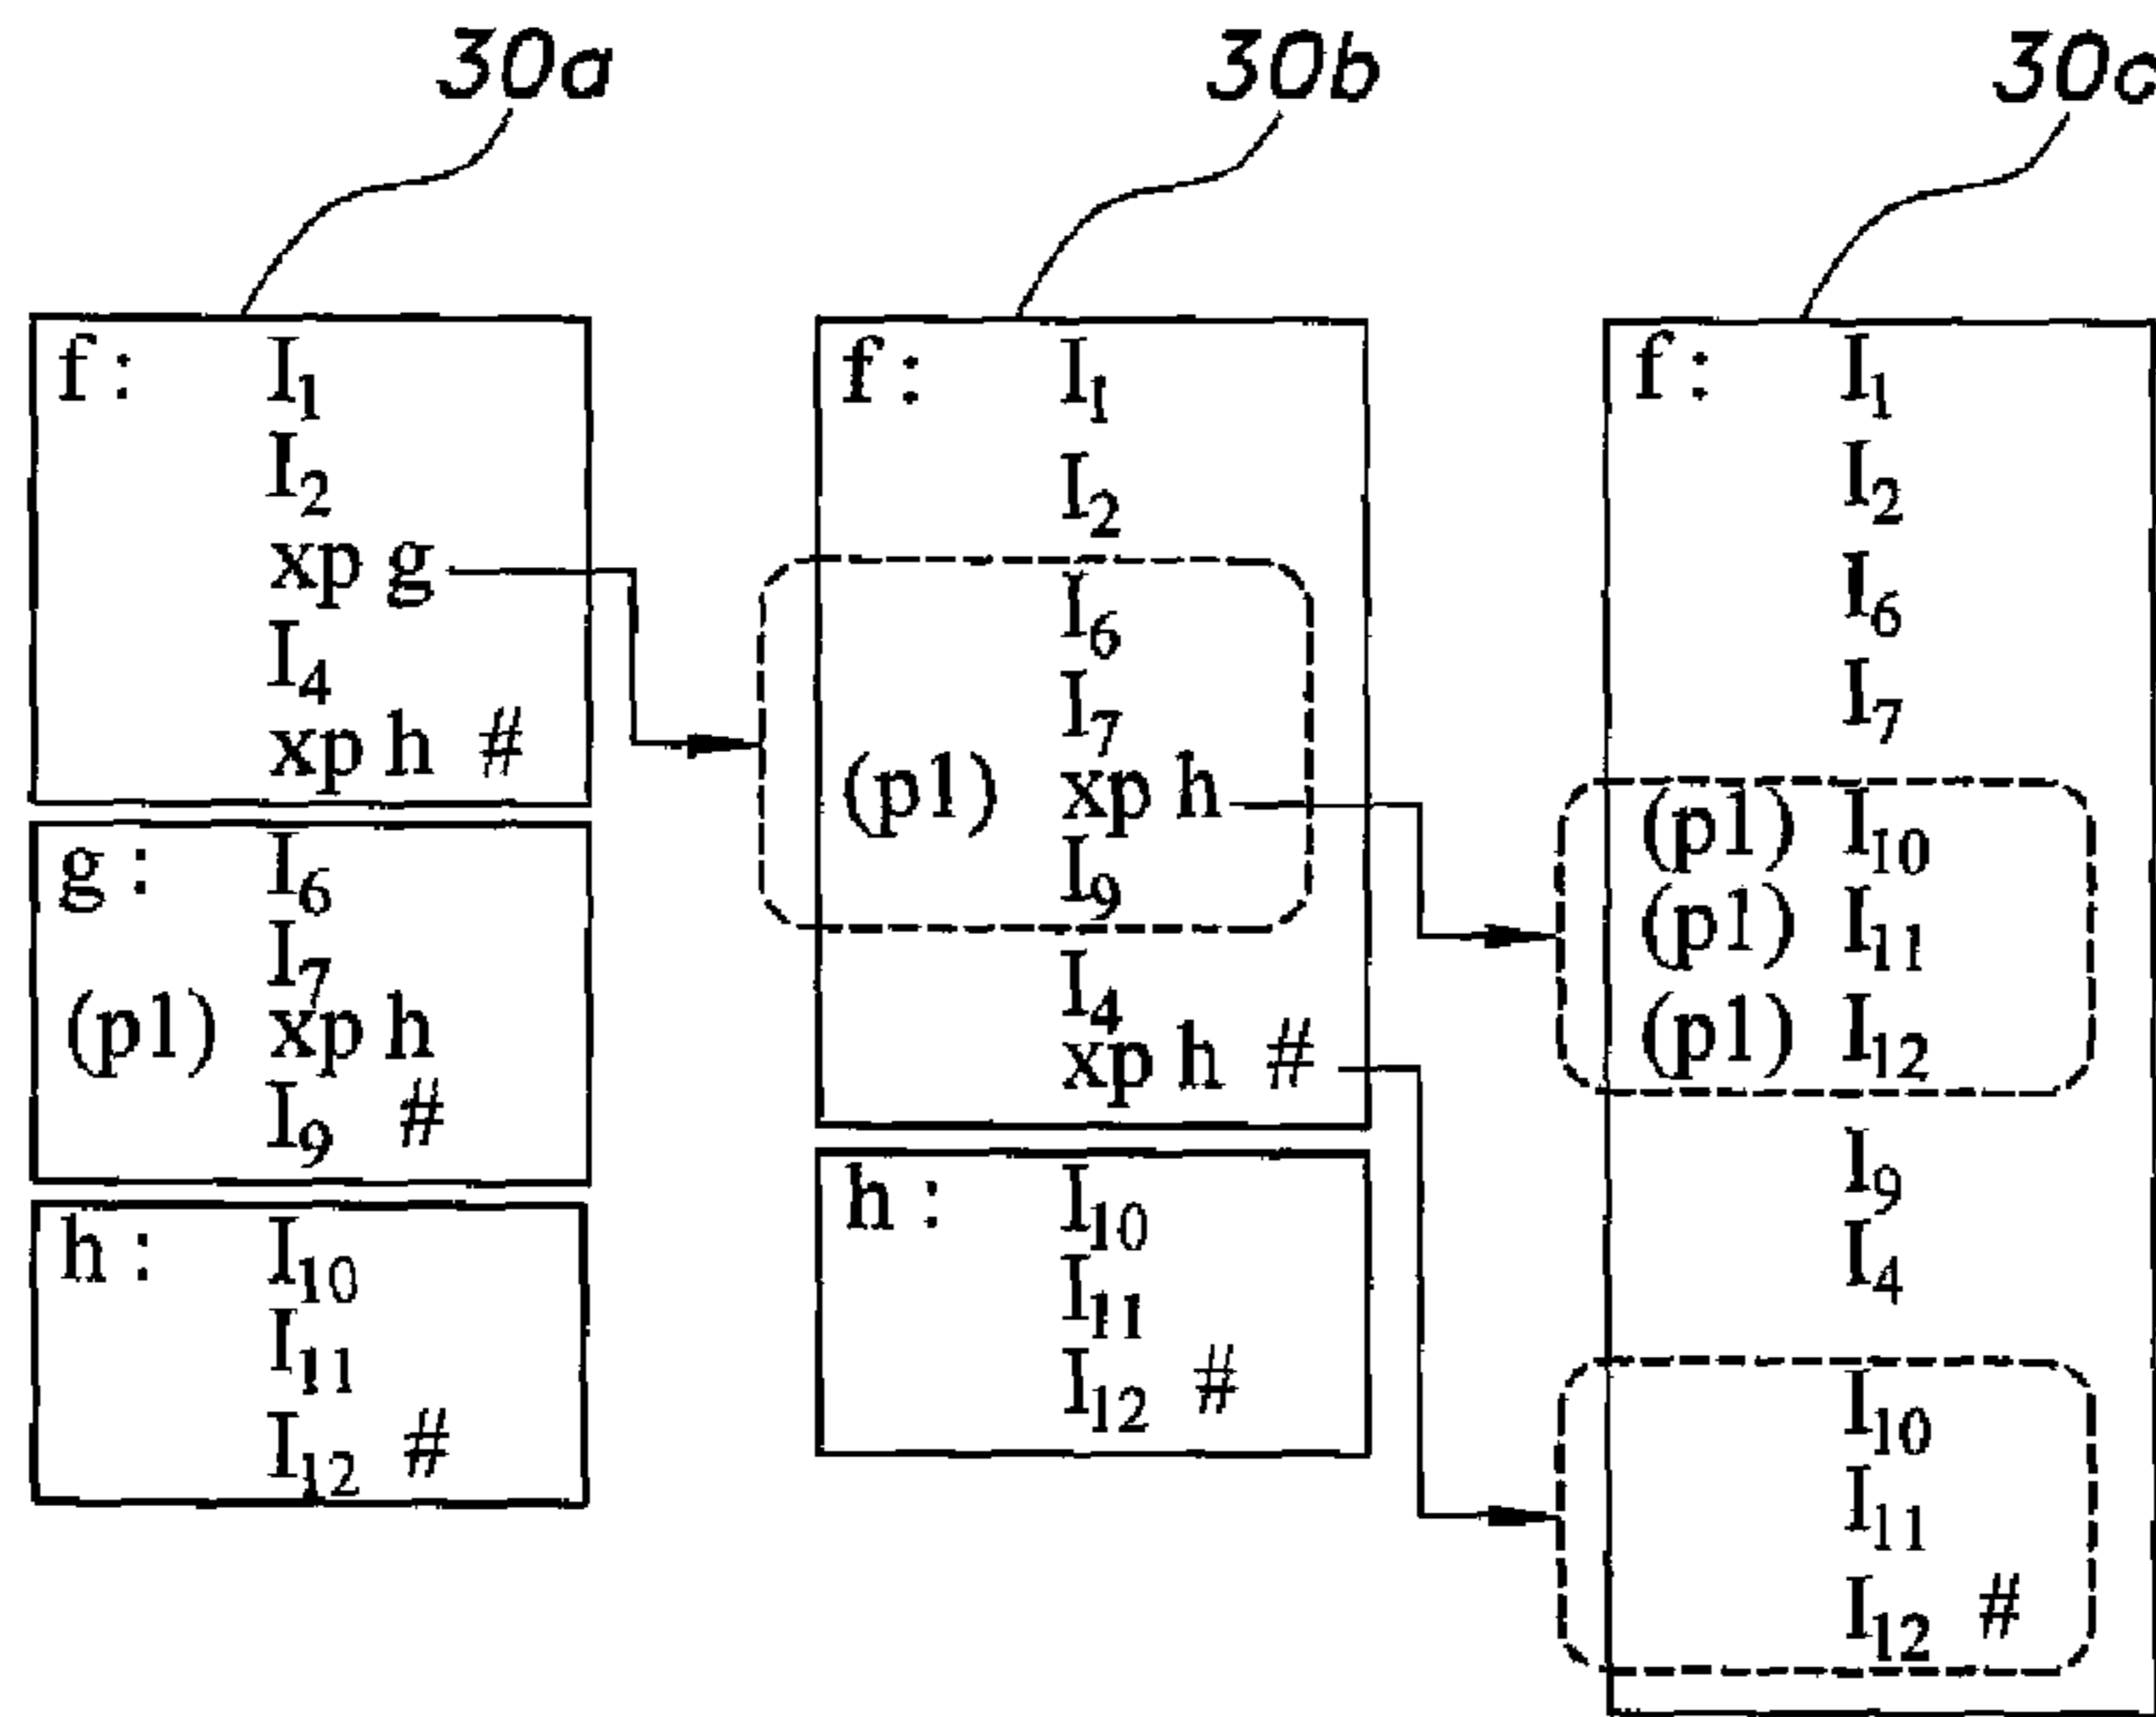 30a
30b
30c
f : I₁
I₂
xp g
I₄
xp h #
g : I₆
I₇
(p1) xp h
I₉ #
h : I₁₀
I₁₁
I₁₂ #
f : I₁
I₂
I₆
I₇
(p1) xp h
I₉
I₄
xp h #
h : I₁₀
I₁₁
I₁₂ #
f : I₁
I₂
I₆
I₇
(p1) I₁₀
(p1) I₁₁
(p1) I₁₂
I₉
I₄
I₁₀
I₁₁
I₁₂ #